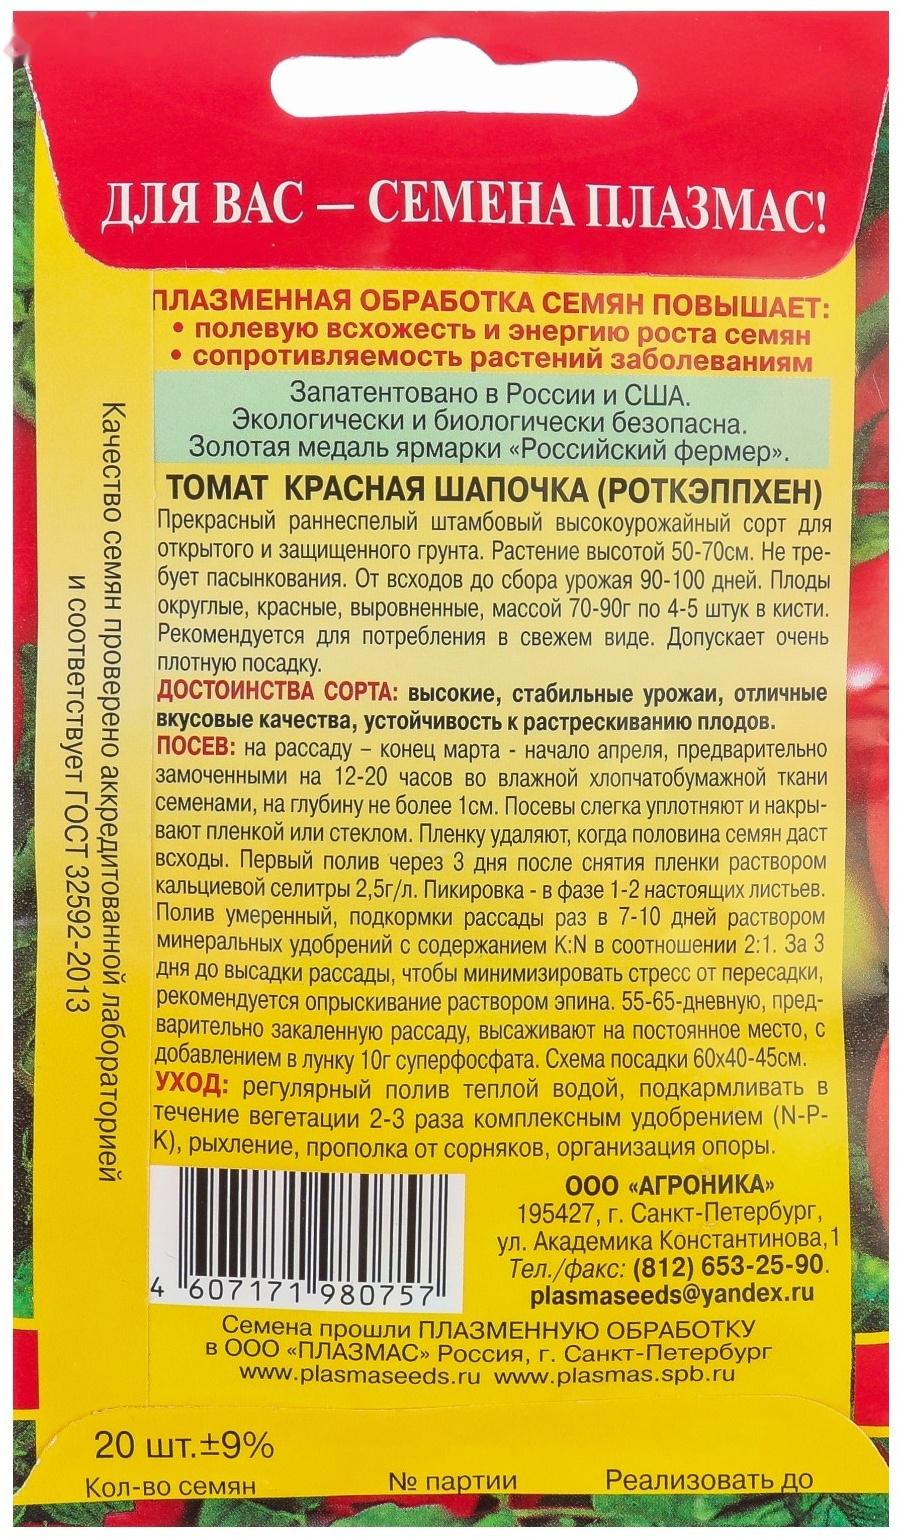 ДЛЯ ВАС – СЕМЕНА ПЛАЗМАС!
ПЛАЗМЕННАЯ ОБРАБОТКА СЕМЯН ПОВЫШАЕТ:
• полевую всхожесть и энергию роста семян
• сопротивляемость растений заболеваниям
Запатентовано в России и США.
Экологически и биологически безопасна.
Золотая медаль ярмарки «Российский фермер».
ТОМАТ КРАСНАЯ ШАПОЧКА (РОТКЭППХЕН)
Прекрасный раннеспелый штамбовый высокоурожайный сорт для
открытого и защищенного грунта. Растение высотой 50-70см. Не тре-
бует пасынкования. От всходов до сбора урожая 90-100 дней. Плоды
округлые, красные, выровненные, массой 70-90г по 4-5 штук в кисти.
Рекомендуется для потребления в свежем виде. Допускает очень
плотную посадку.
ДОСТОИНСТВА СОРТА: высокие, стабильные урожаи, отличные
вкусовые качества, устойчивость к растрескиванию плодов.
ПОСЕВ: на рассаду – конец марта - начало апреля, предварительно
замоченными на 12-20 часов во влажной хлопчатобумажной ткани
семенами, на глубину не более 1см. Посевы слегка уплотняют и накры-
вают пленкой или стеклом. Пленку удаляют, когда половина семян даст
всходы. Первый полив через 3 дня после снятия пленки раствором
кальциевой селитры 2,5г/л. Пикировка - в фазе 1-2 настоящих листьев.
Полив умеренный, подкормки рассады раз в 7-10 дней раствором
минеральных удобрений с содержанием K:N в соотношении 2:1. За 3
дня до высадки рассады, чтобы минимизировать стресс от пересадки,
рекомендуется опрыскивание раствором эпина. 55-65-дневную, пред-
варительно закаленную рассаду, высаживают на постоянное место, с
добавлением в лунку 10г суперфосфата. Схема посадки 60х40-45см.
УХОД: регулярный полив теплой водой, подкармливать в
течение вегетации 2-3 раза комплексным удобрением (N-P-
K), рыхление, прополка от сорняков, организация опоры.
Качество семян проверено аккредитованной лабораторией
и соответствует ГОСТ 32592-2013
4 607171 980757
ООО «АГРОНИКА»
195427, г. Санкт-Петербург,
ул. Академика Константинова,1
Тел./факс: (812) 653-25-90.
plasmaseeds@yandex.ru
Семена прошли ПЛАЗМЕННУЮ ОБРАБОТКУ
в ООО «ПЛАЗМАС» Россия, г. Санкт-Петербург
www.plasmaseeds.ru www.plasmas.spb.ru
20 шт.±9%
Кол-во семян № партии Реализовать до